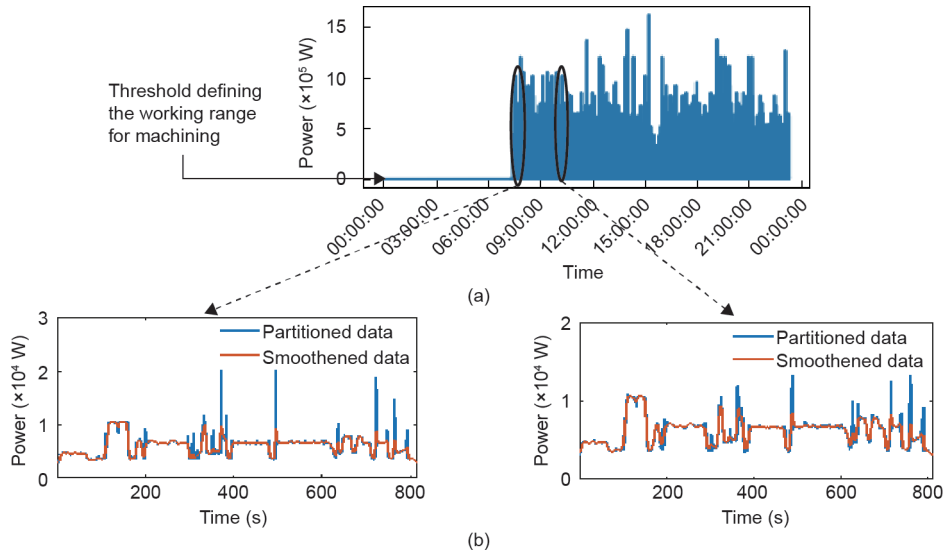 Threshold defining
the working range
for machining
Power (×10⁵ W)
15
10
5
0
00:00:00
03:00:00
06:00:00
09:00:00
12:00:00
15:00:00
18:00:00
21:00:00
00:00:00
Time
(a)
Power (×10⁴ W)
3
2
1
0
Partitioned data
Smoothened data
200
400
600
800
Time (s)
Power (×10⁴ W)
2
1
0
Partitioned data
Smoothened data
200
400
600
800
Time (s)
(b)